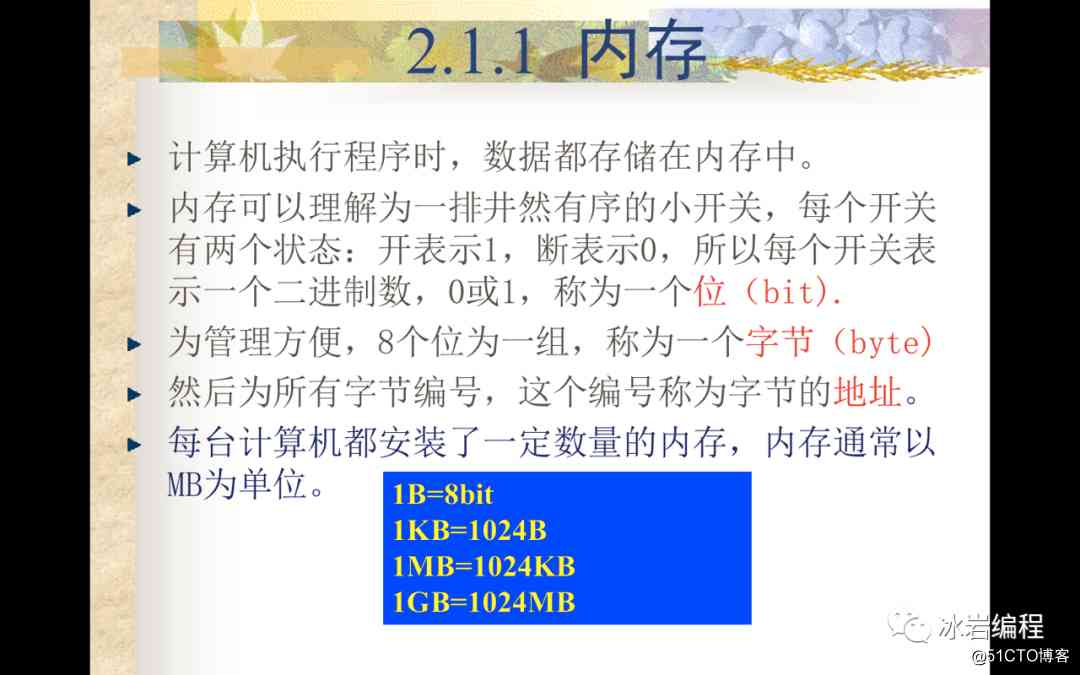 2.1.1 内存
计算机执行程序时，数据都存储在内存中。
内存可以理解为一排井然有序的小开关，每个开关
有两个状态：开表示1，断表示0，所以每个开关表
示一个二进制数，0或1，称为一个位（bit).
为管理方便，8个位为一组，称为一个字节（byte)
然后为所有字节编号，这个编号称为字节的地址。
每台计算机都安装了一定数量的内存，内存通常以
MB为单位。
1B=8bit
1KB=1024B
1MB=1024KB
1GB=1024MB
冰岩编程
@51CTO博客